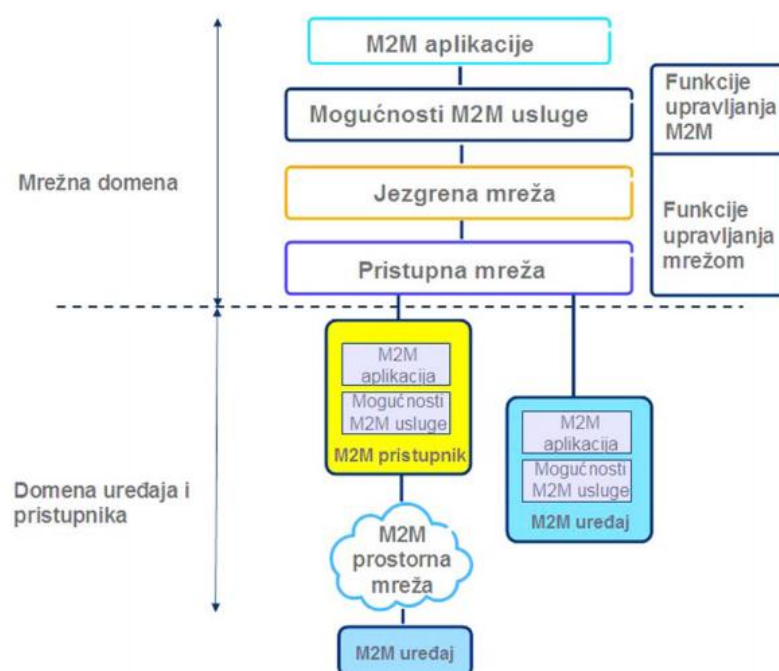 M2M aplikacije
Mogućnosti M2M usluge
Funkcije
upravljanja
M2M
Mrežna domena
Jezgrena mreža
Funkcije
upravljanja
mrežom
Pristupna mreža
M2M
aplikacija
Mogućnosti
M2M usluge
M2M pristupnik
M2M
aplikacija
Mogućnosti
M2M usluge
M2M uređaj
Domena uređaja i
pristupnika
M2M
prostorna
mreža
M2M uređaj